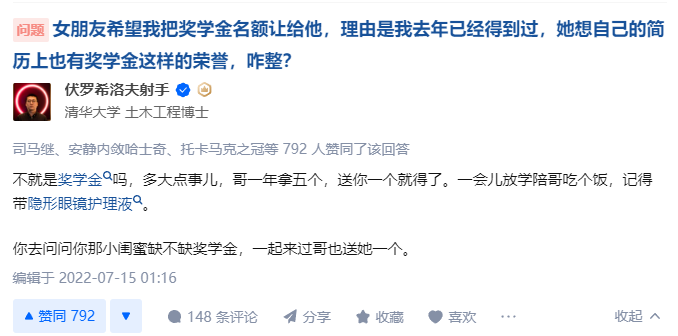 问题 女朋友希望我把奖学金名额让给他，理由是我去年已经得到过，她想自己的简
历上也有奖学金这样的荣誉，咋整？
伏罗希洛夫射手
清华大学 土木工程博士
司马继、安静内敛哈士奇、托卡马克之冠等 792 人赞同了该回答
不就是奖学金吗，多大点事儿，哥一年拿五个，送你一个就得了。一会儿放学陪哥吃个饭，记得
带隐形眼镜护理液。
你去问问你那小闺蜜缺不缺奖学金，一起来过哥也送她一个。
编辑于 2022-07-15 01:16
赞同 792 148 条评论 分享 收藏 喜欢 ··· 收起